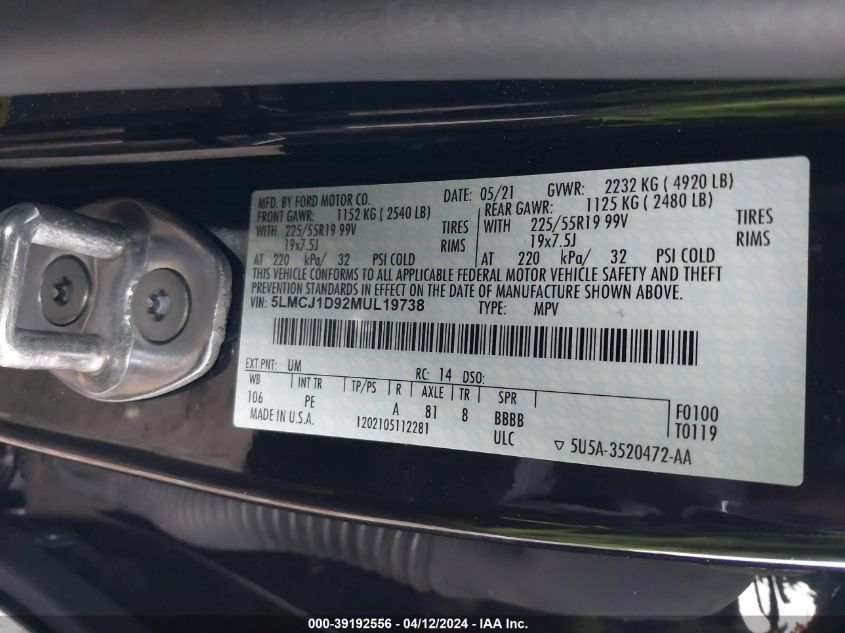 MFD. BY FORD MOTOR CO. DATE: 05/21 GVWR: 2232 KG ( 4920 LB)
FRONT GAWR: 1152 KG ( 2540 LB) REAR GAWR: 1125 KG ( 2480 LB)
WITH 225/55R19 99V TIRES WITH 225/55R19 99V TIRES
19x7.5J RIMS 19x7.5J RIMS
AT 220 kPa/ 32 PSI COLD AT 220 kPa/ 32 PSI COLD
THIS VEHICLE CONFORMS TO ALL APPLICABLE FEDERAL MOTOR VEHICLE SAFETY AND THEFT
PREVENTION STANDARDS IN EFFECT ON THE DATE OF MANUFACTURE SHOWN ABOVE.
VIN: 5LMCJ1D92MUL19738 TYPE: MPV
EXT PNT: UM RC: 14 DSO:
WB INT TR TP/PS R AXLE TR SPR
106 PE A 81 8 BBBB F0100
MADE IN U.S.A. 1202105112281 ULC T0119
▽ 5U5A-3520472-AA
000-39192556 - 04/12/2024 - IAA Inc.